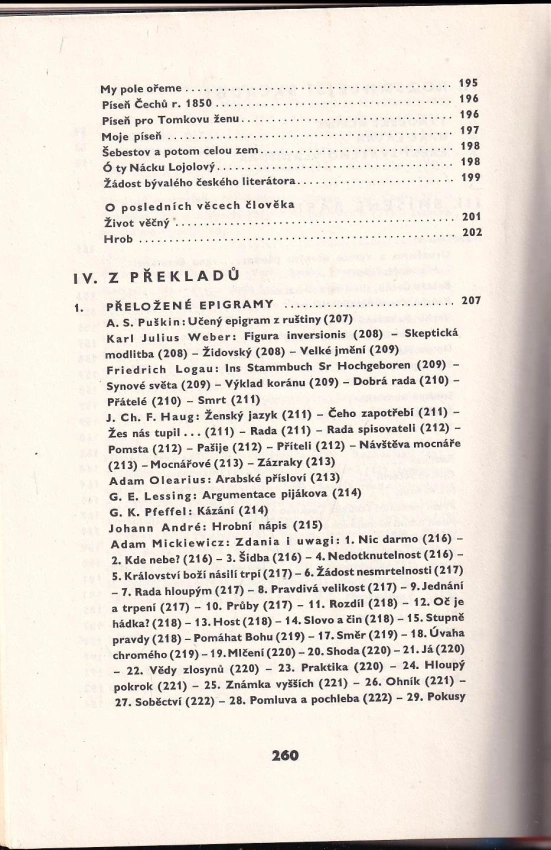 My pole ořeme ........................................ 195
Píseň Čechů r. 1850 ................................... 196
Píseň pro Tomkovu ženu ................................ 196
Moje píseň ............................................ 197
Šebestov a potom celou zem ............................ 198
Ó ty Nácku Lojolový ................................... 198
Žádost bývalého českého literátora .................... 199
O posledních věcech člověka
Život věčný ........................................... 201
Hrob .................................................. 202
IV. Z PŘEKLADŮ
1. PŘELOŽENÉ EPIGRAMY ......................... 207
A. S. Puškin: Učený epigram z ruštiny (207)
Karl Julius Weber: Figura inversionis (208) – Skeptická
modlitba (208) – Židovský (208) – Velké jmění (209)
Friedrich Logau: Ins Stammbuch Sr Hochgeboren (209) –
Synové světa (209) – Výklad koránu (209) – Dobrá rada (210) –
Přátelé (210) – Smrt (211)
J. Ch. F. Haug: Ženský jazyk (211) – Čeho zapotřebí (211) –
Žes nás tupil ... (211) – Rada (211) – Rada spisovateli (212) –
Pomsta (212) – Pašije (212) – Příteli (212) – Návštěva mocnáře
(213) – Mocnářové (213) – Zázraky (213)
Adam Olearius: Arabské přísloví (213)
G. E. Lessing: Argumentace pijákova (214)
G. K. Pfeffel: Kázání (214)
Johann André: Hrobní nápis (215)
Adam Mickiewicz: Zdania i uwagi: 1. Nic darmo (216) –
2. Kde nebe? (216) – 3. Šidba (216) – 4. Nedotknutelnost (216) –
5. Království boží násilí trpí (217) – 6. Žádost nesmrtelnosti (217)
– 7. Rada hloupým (217) – 8. Pravdivá velikost (217) – 9. Jednání
a trpení (217) – 10. Průby (217) – 11. Rozdíl (218) – 12. Oč je
hádka? (218) – 13. Host (218) – 14. Slovo a čin (218) – 15. Stupně
pravdy (218) – Pomáhat Bohu (219) – 17. Směr (219) – 18. Úvaha
chromého (219) – 19. Mlčení (220) – 20. Shoda (220) – 21. Já (220)
– 22. Vědy zlosynů (220) – 23. Praktika (220) – 24. Hloupý
pokrok (221) – 25. Známka vyšších (221) – 26. Ohník (221) –
27. Sobectví (222) – 28. Pomluva a pochleba (222) – 29. Pokusy
260